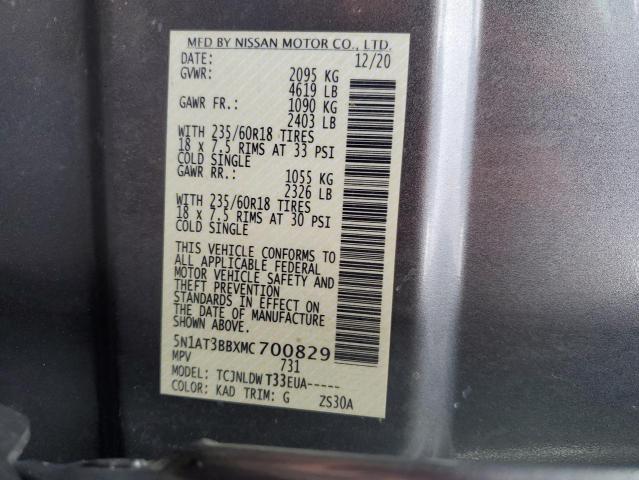 MFD BY NISSAN MOTOR CO., LTD.
DATE: 12/20
GVWR: 2095 KG
4619 LB
GAWR FR.: 1090 KG
2403 LB
WITH 235/60R18 TIRES
18 x 7.5 RIMS AT 33 PSI
COLD SINGLE
GAWR RR.: 1055 KG
2326 LB
WITH 235/60R18 TIRES
18 x 7.5 RIMS AT 30 PSI
COLD SINGLE
THIS VEHICLE CONFORMS TO
ALL APPLICABLE FEDERAL
MOTOR VEHICLE SAFETY AND
THEFT PREVENTION
STANDARDS IN EFFECT ON
THE DATE OF MANUFACTURE
SHOWN ABOVE.
5N1AT3BBXMC700829
MPV 731
MODEL: TCJNLDWT33EUA-----
COLOR: KAD TRIM: G ZS30A